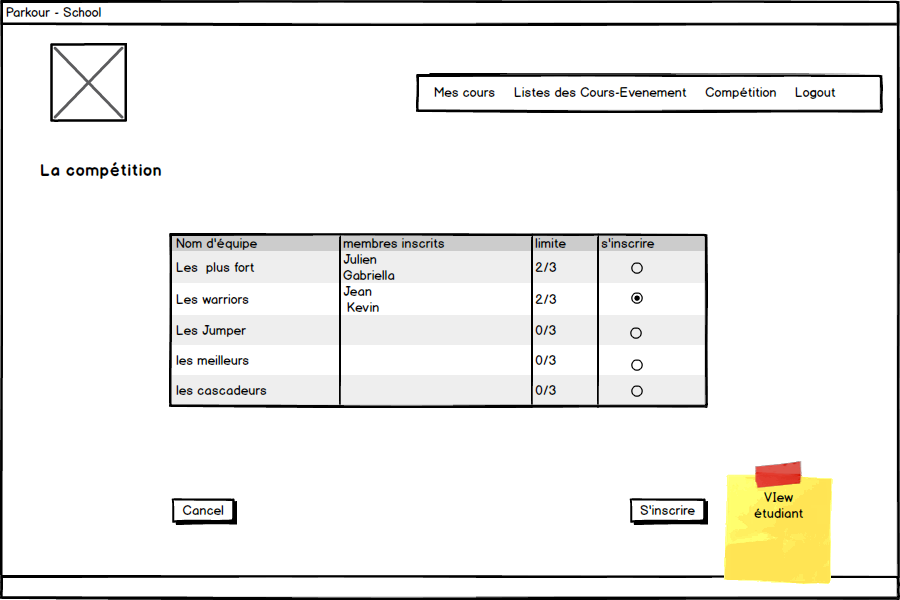 Parkour - School
Mes cours Listes des Cours-Evenement Compétition Logout
La compétition
Nom d'équipe membres inscrits limite s'inscrire
Les plus fort Julien Gabriella 2/3
Les warriors Jean Kevin 2/3
Les Jumper 0/3
les meilleurs 0/3
les cascadeurs 0/3
Cancel S'inscrire
VIew
étudiant